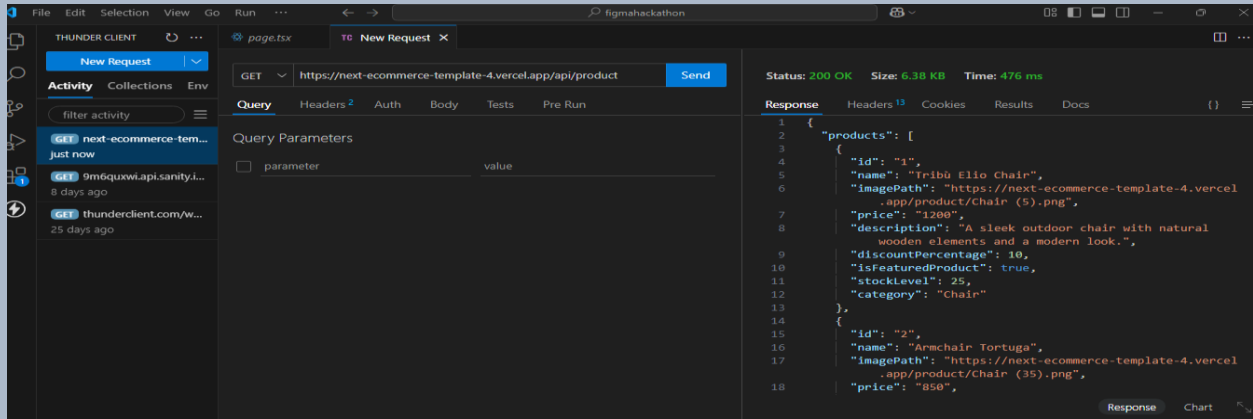 File Edit Selection View Go Run ··· ← → figmahackathon
THUNDER CLIENT ···
New Request
Activity Collections Env
filter activity
GET next-ecommerce-tem...
just now
GET 9m6quxwi.api.sanity.i...
8 days ago
GET thunderclient.com/w...
25 days ago
1
page.tsx TC New Request ×
GET https://next-ecommerce-template-4.vercel.app/api/product Send
Query Headers 2 Auth Body Tests Pre Run
Query Parameters
parameter value
Status: 200 OK Size: 6.38 KB Time: 476 ms
Response Headers 13 Cookies Results Docs { }
1 {
2 "products": [
3 {
4 "id": "1",
5 "name": "Tribù Elio Chair",
6 "imagePath": "https://next-ecommerce-template-4.vercel
.app/product/Chair (5).png",
7 "price": "1200",
8 "description": "A sleek outdoor chair with natural
wooden elements and a modern look.",
9 "discountPercentage": 10,
10 "isFeaturedProduct": true,
11 "stockLevel": 25,
12 "category": "Chair"
13 },
14 {
15 "id": "2",
16 "name": "Armchair Tortuga",
17 "imagePath": "https://next-ecommerce-template-4.vercel
.app/product/Chair (35).png",
18 "price": "850",
Response Chart